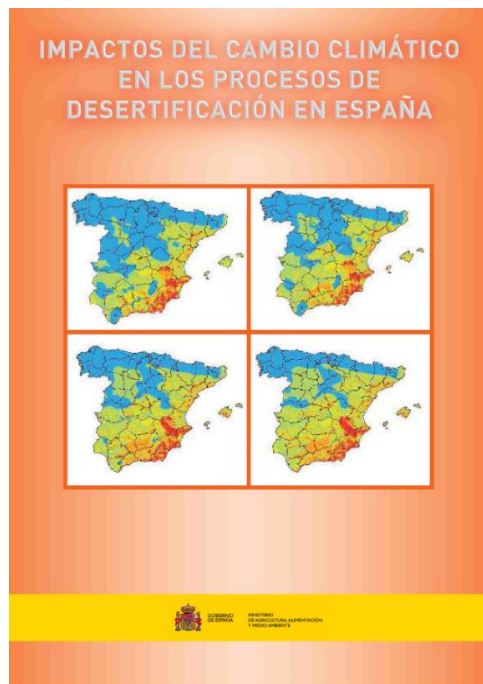 IMPACTOS DEL CAMBIO CLIMÁTICO
EN LOS PROCESOS DE
DESERTIFICACIÓN EN ESPAÑA
GOBIERNO
DE ESPAÑA
MINISTERIO
DE AGRICULTURA, ALIMENTACIÓN
Y MEDIO AMBIENTE